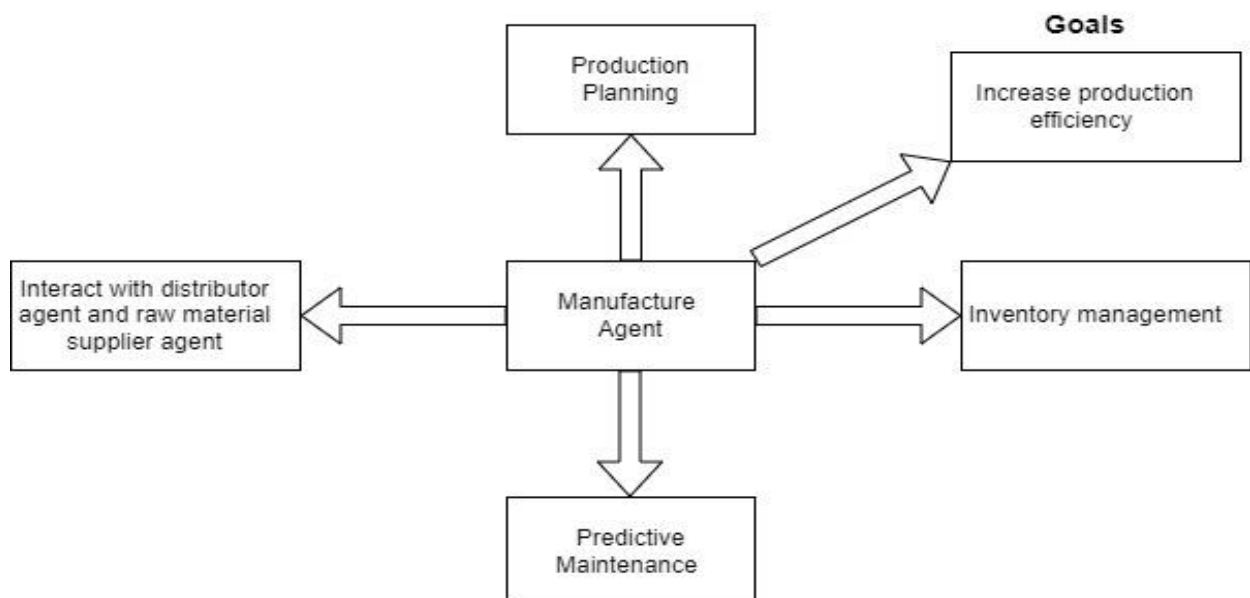 Goals
Production
Planning
Increase production
efficiency
Interact with distributor
agent and raw material
supplier agent
Manufacture
Agent
Inventory management
Predictive
Maintenance